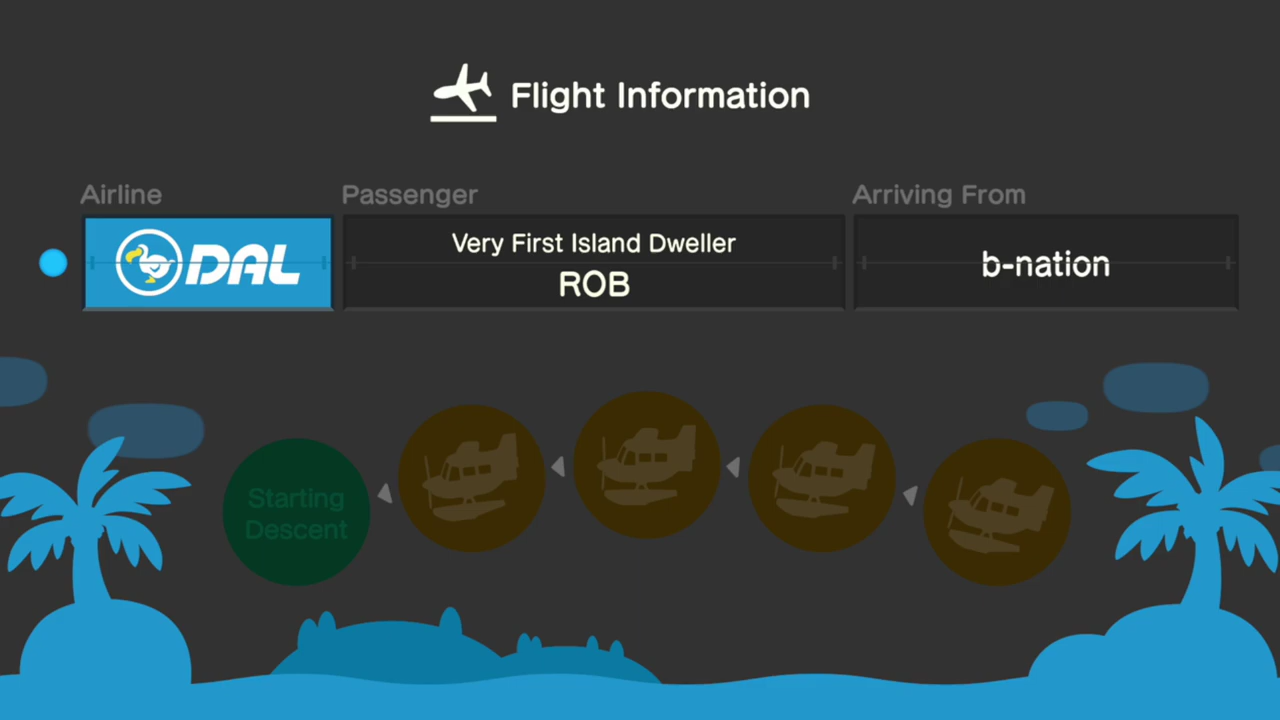 Flight Information
Airline
Passenger
Arriving From
DAL
Very First Island Dweller
ROB
b-nation
Starting
Descent